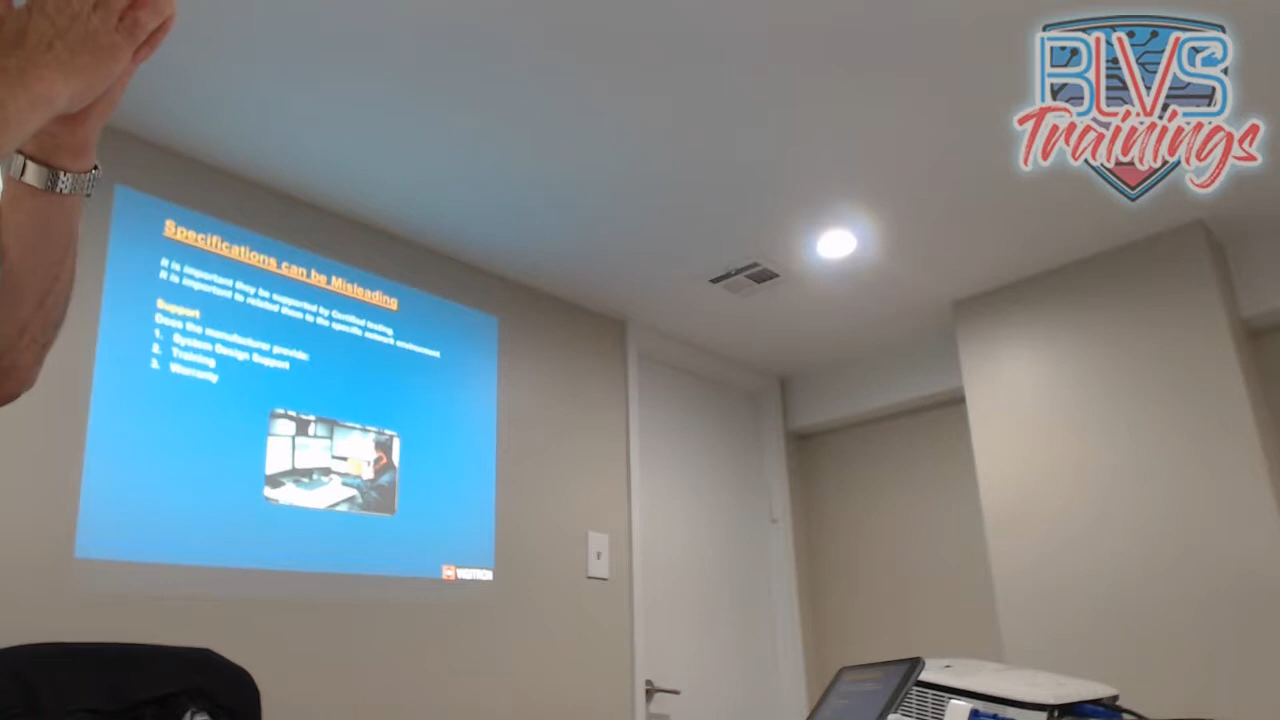 BLVS
Trainings
Specifications can be Misleading
It is important they be supported by Certified testing.
It is important to related them to the specific network environment
Support
Does the manufacturer provide:
1. System Design Support
2. Training
3. Warranty